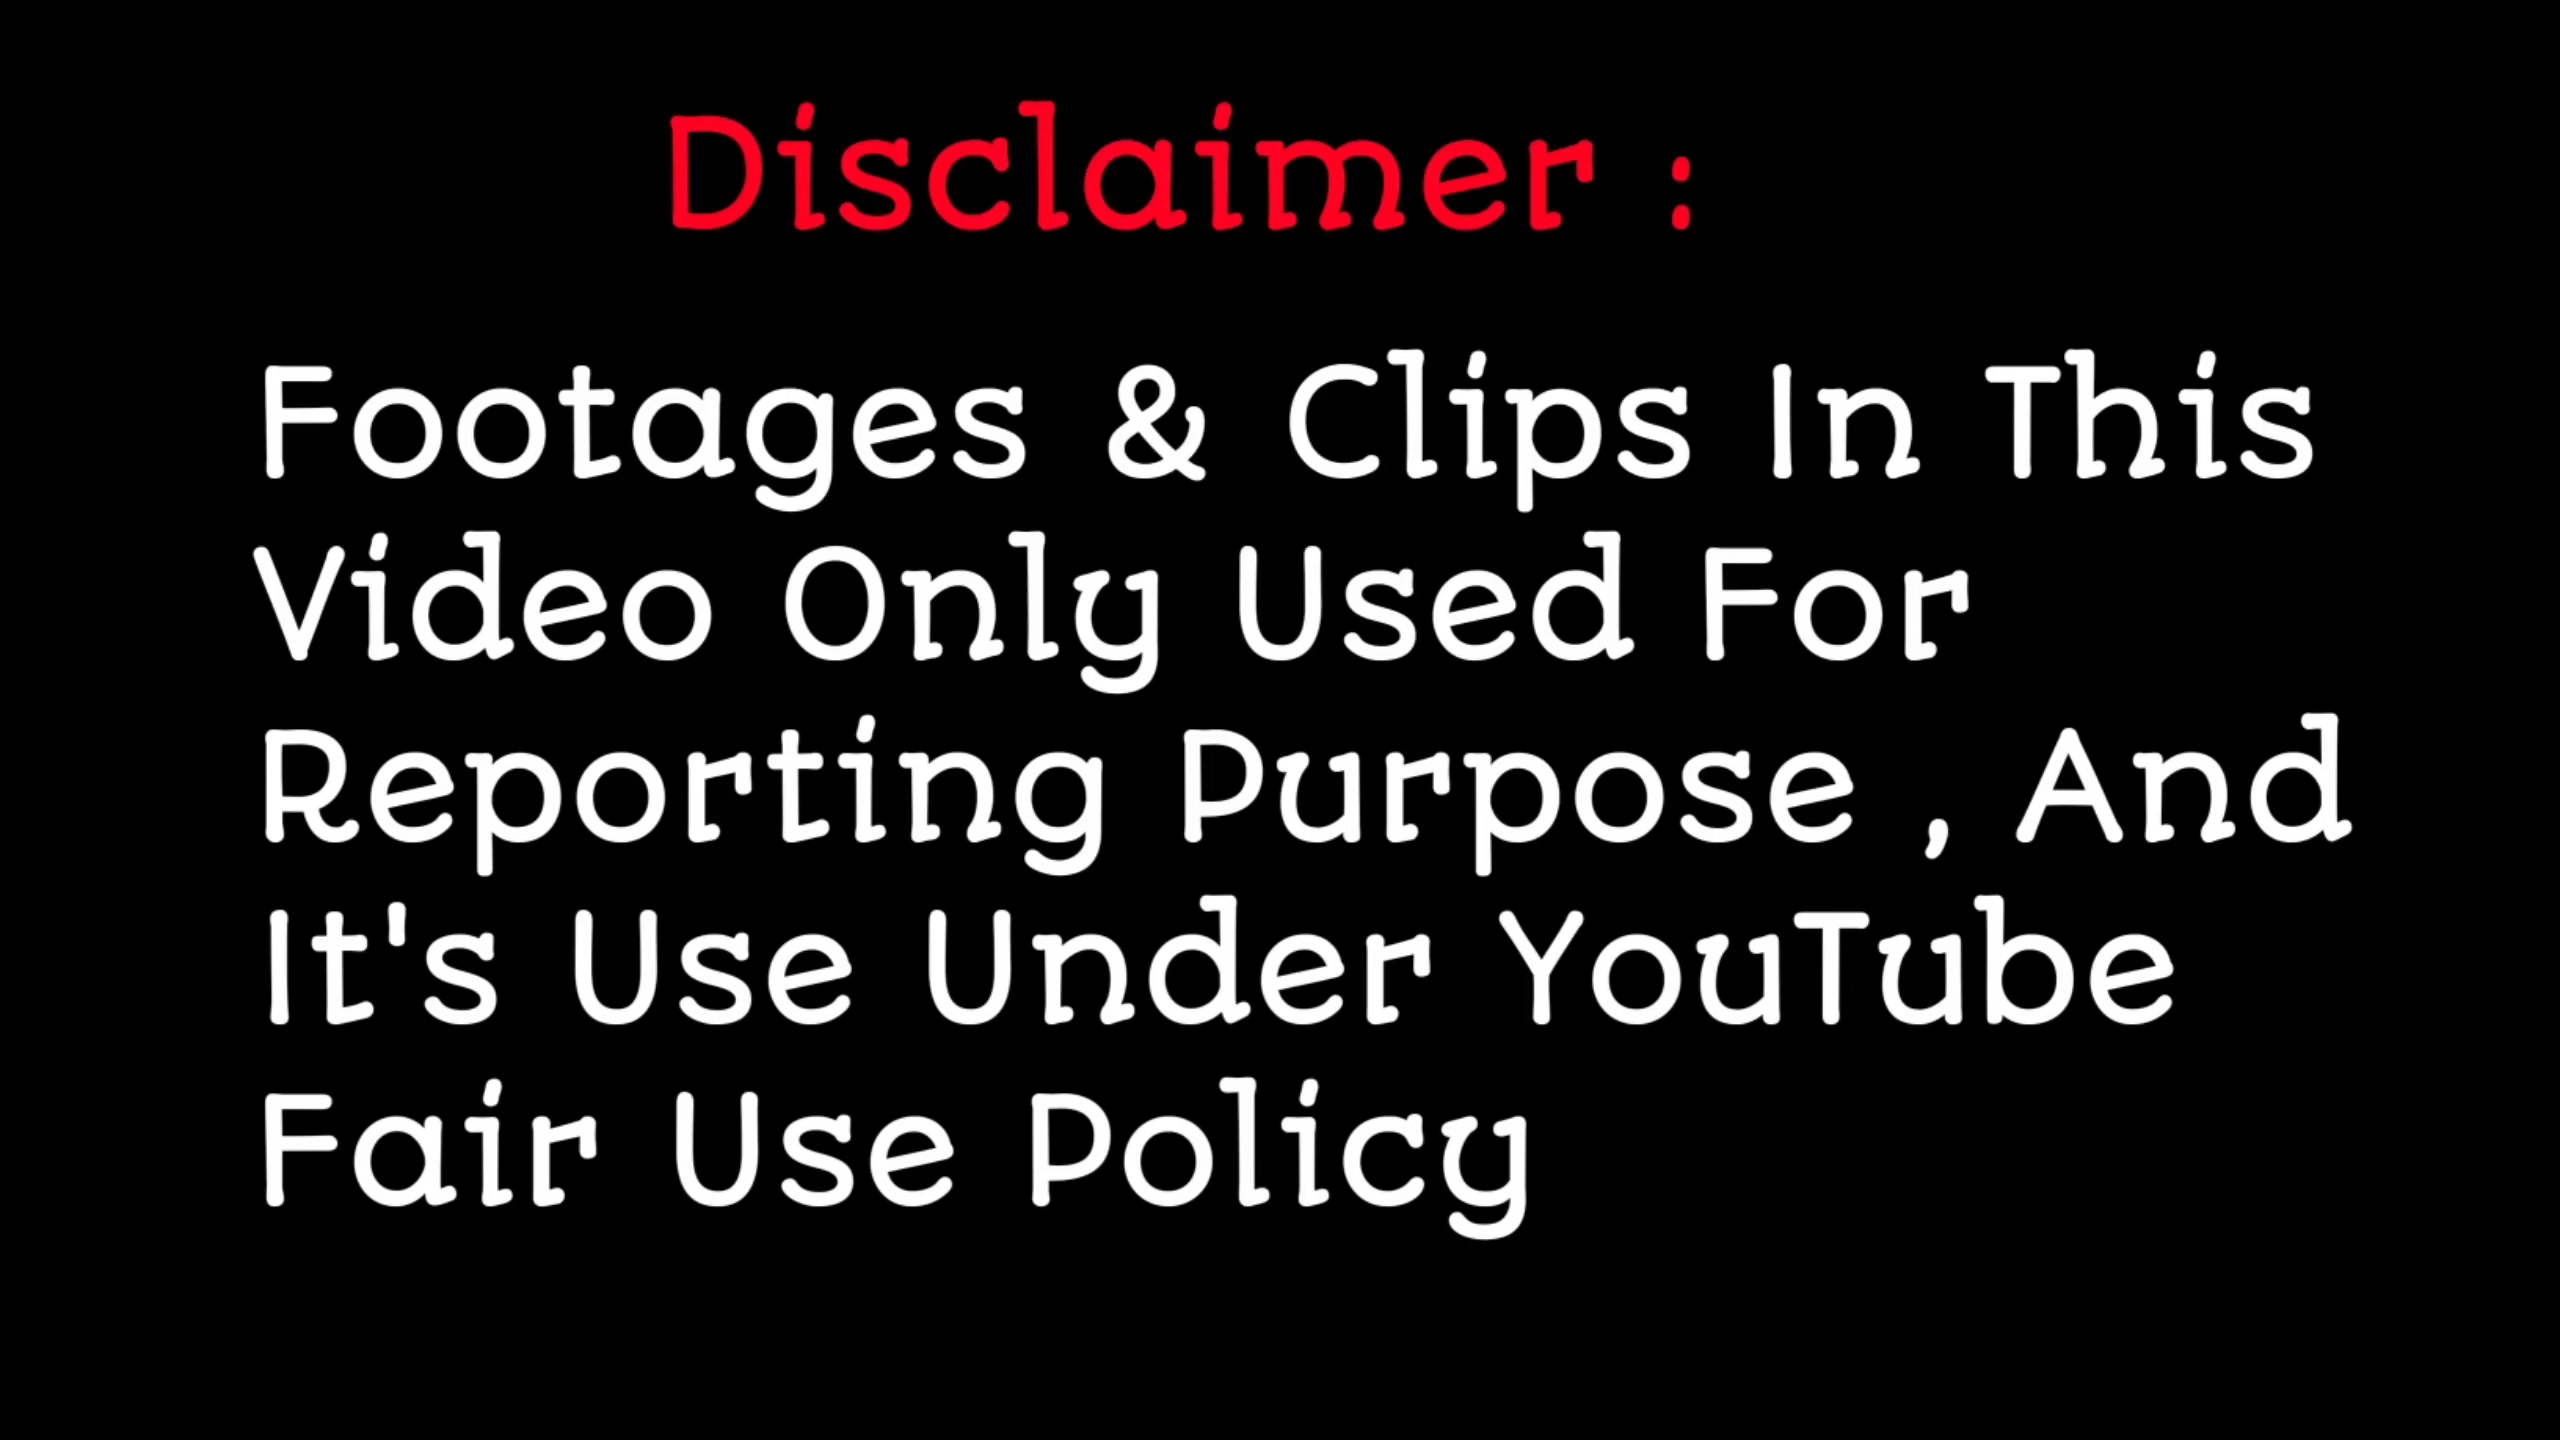 Disclaimer :
Footages & Clips In This
Video Only Used For
Reporting Purpose , And
It's Use Under YouTube
Fair Use Policy